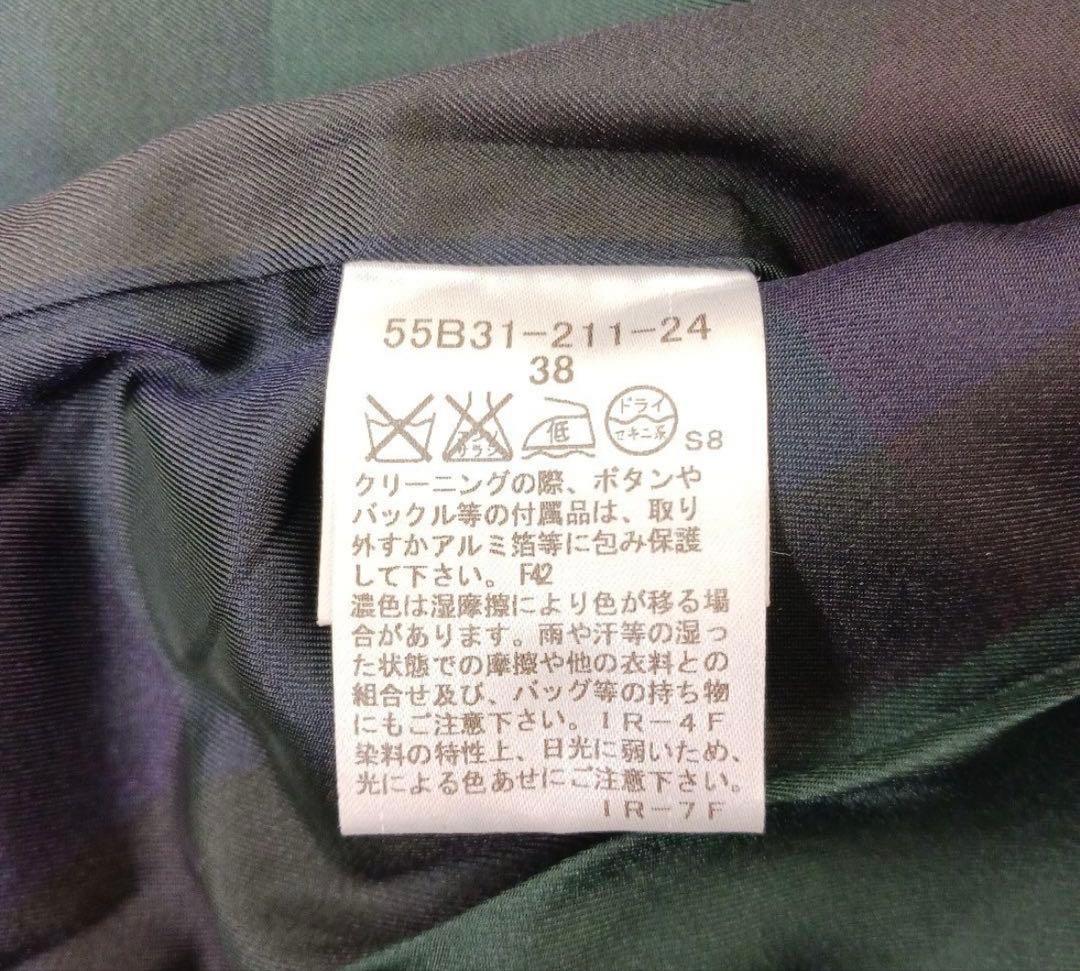 55B31-211-24
38
エンソ
サラシ
低
ドライ
セキユ系
S8
クリーニングの際、ボタンや
バックル等の付属品は、取り
外すかアルミ箔等に包み保護
して下さい。 F42
濃色は湿摩擦により色が移る場
合があります。雨や汗等の湿っ
た状態での摩擦や他の衣料との
組合せ及び、バッグ等の持ち物
にもご注意下さい。IR-4F
染料の特性上、日光に弱いため、
光による色あせにご注意下さい。
IR-7F